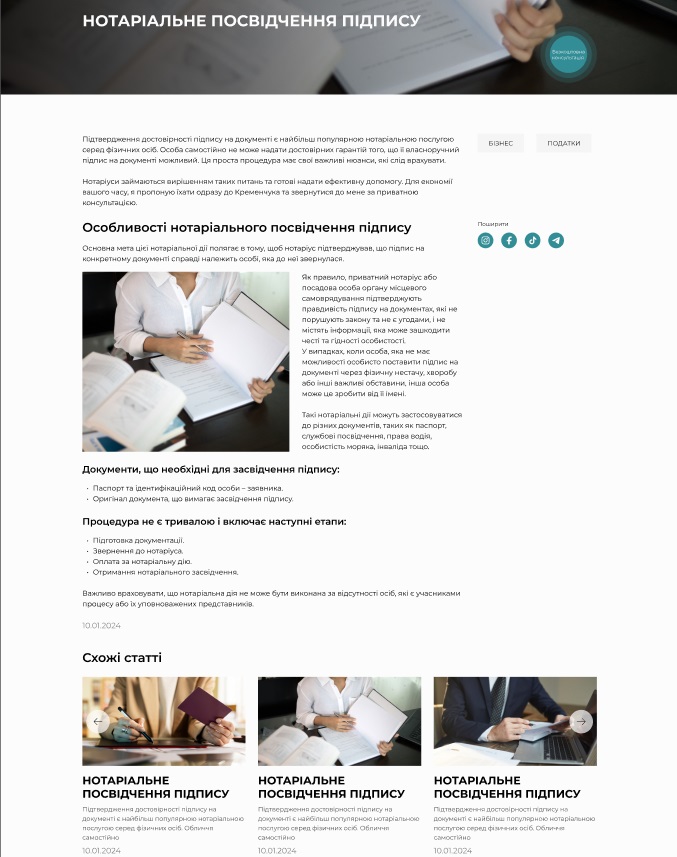 НОТАРІАЛЬНЕ ПОСВІДЧЕННЯ ПІДПИСУ
Безкоштовна
консультація
Підтвердження достовірності підпису на документі є найбільш популярною нотаріальною послугою
серед фізичних осіб. Особа самостійно не може надати достовірних гарантій того, що її власноручний
підпис на документі можливий. Ця проста процедура має свої важливі нюанси, які слід врахувати.
Нотаріуси займаються вирішенням таких питань та готові надати ефективну допомогу. Для економії
вашого часу, я пропоную їхати одразу до Кременчука та звернутися до мене за приватною
консультацією.
БІЗНЕС
ПОДАТКИ
Особливості нотаріального посвідчення підпису
Основна мета цієї нотаріальної дії полягає в тому, щоб нотаріус підтверджував, що підпис на
конкретному документі справді належить особі, яка до неї звернулася.
Поширити
Як правило, приватний нотаріус або
посадова особа органу місцевого
самоврядування підтверджують
правдивість підпису на документах, які не
порушують закону та не є угодами, і не
містять інформації, яка може зашкодити
честі та гідності особистості.
У випадках, коли особа, яка не має
можливості особисто поставити підпис на
документі через фізичну нестачу, хворобу
або інші важливі обставини, інша особа
може це зробити від її імені.
Такі нотаріальні дії можуть застосовуватися
до різних документів, таких як паспорт,
службові посвідчення, права водія,
особистість моряка, інваліда тощо.
Документи, що необхідні для засвідчення підпису:
• Паспорт та ідентифікаційний код особи – заявника.
• Оригінал документа, що вимагає засвідчення підпису.
Процедура не є тривалою і включає наступні етапи:
• Підготовка документації.
• Звернення до нотаріуса.
• Оплата за нотаріальну дію.
• Отримання нотаріального засвідчення.
Важливо враховувати, що нотаріальна дія не може бути виконана за відсутності осіб, які є учасниками
процесу або їх уповноважених представників.
10.01.2024
Схожі статті
НОТАРІАЛЬНЕ
ПОСВІДЧЕННЯ ПІДПИСУ
Підтвердження достовірності підпису на
документі є найбільш популярною нотаріальною
послугою серед фізичних осіб. Обличчя
самостійно
10.01.2024
НОТАРІАЛЬНЕ
ПОСВІДЧЕННЯ ПІДПИСУ
Підтвердження достовірності підпису на
документі є найбільш популярною нотаріальною
послугою серед фізичних осіб. Обличчя
самостійно
10.01.2024
НОТАРІАЛЬНЕ
ПОСВІДЧЕННЯ ПІДПИСУ
Підтвердження достовірності підпису на
документі є найбільш популярною нотаріальною
послугою серед фізичних осіб. Обличчя
самостійно
10.01.2024